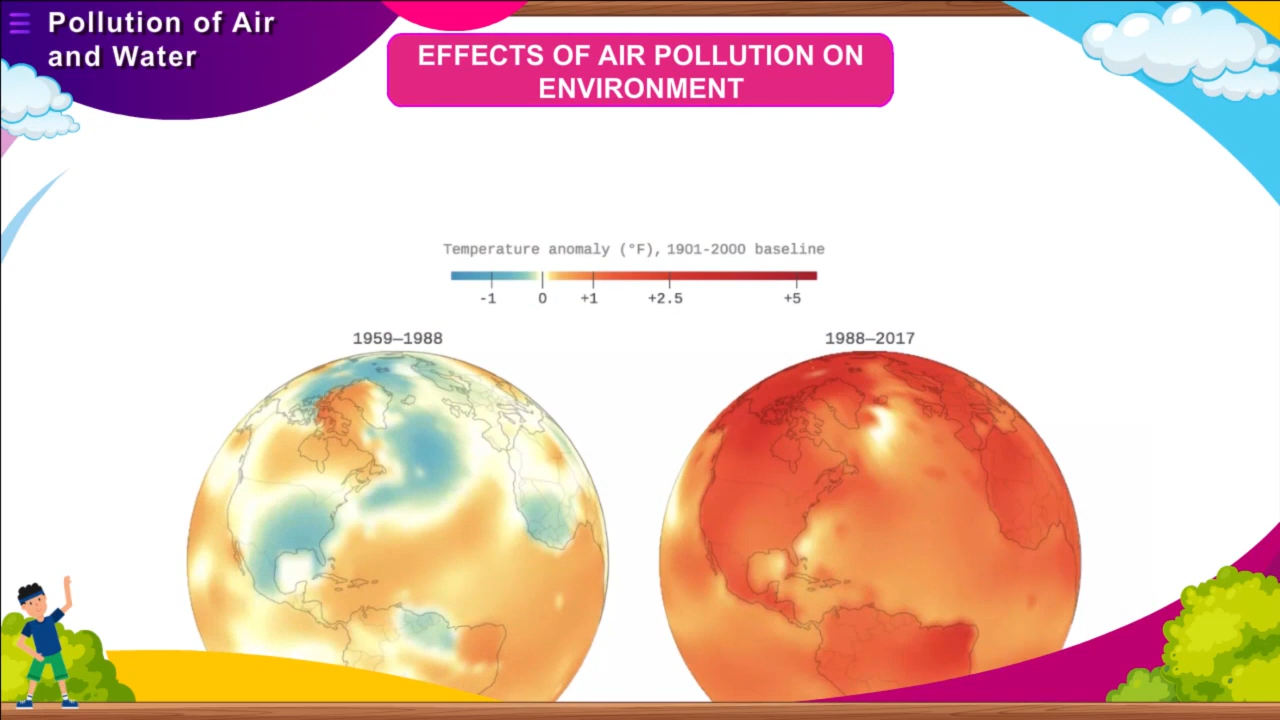 Pollution of Air
and Water
EFFECTS OF AIR POLLUTION ON
ENVIRONMENT
Temperature anomaly (°F), 1901-2000 baseline
-1 0 +1 +2.5 +5
1959–1988 1988–2017